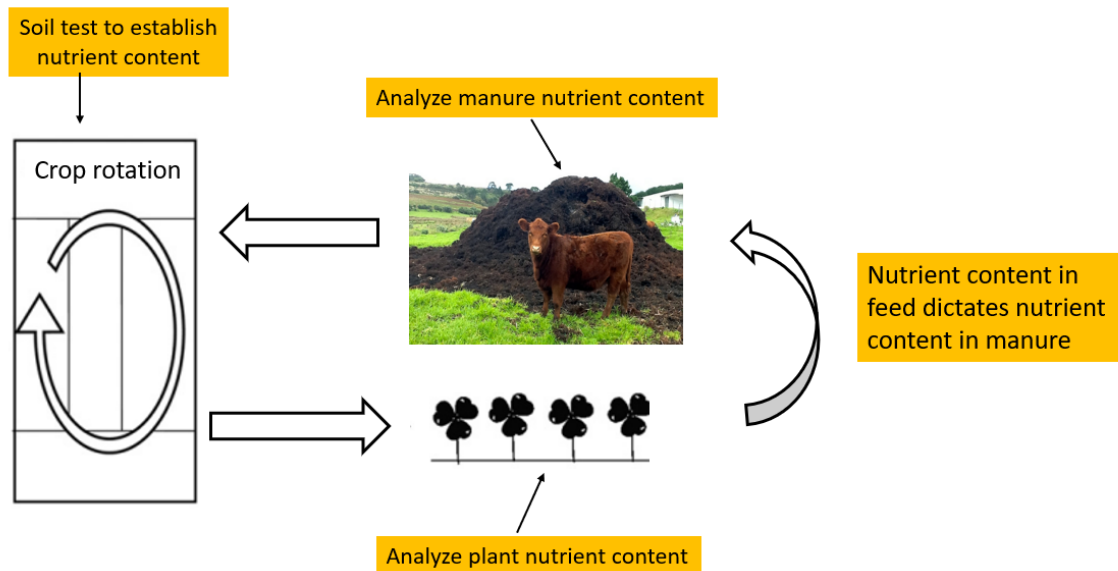 Soil test to establish
nutrient content
Analyze manure nutrient content
Crop rotation
Nutrient content in
feed dictates nutrient
content in manure
Analyze plant nutrient content